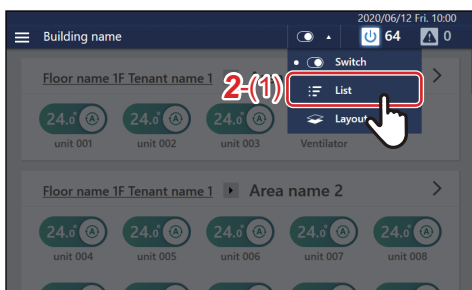 2020/06/12 Fri. 10:00
Building name
64
0
Switch
List
Layout
2-(1)
Floor name 1F Tenant name 1
24.0 A 24.0 A 24.0 A
unit 001 unit 002 unit 003 Ventilator
Floor name 1F Tenant name 1 Area name 2
24.0 A 24.0 A 24.0 A 24.0 A 24.0 A
unit 004 unit 005 unit 006 unit 007 unit 008